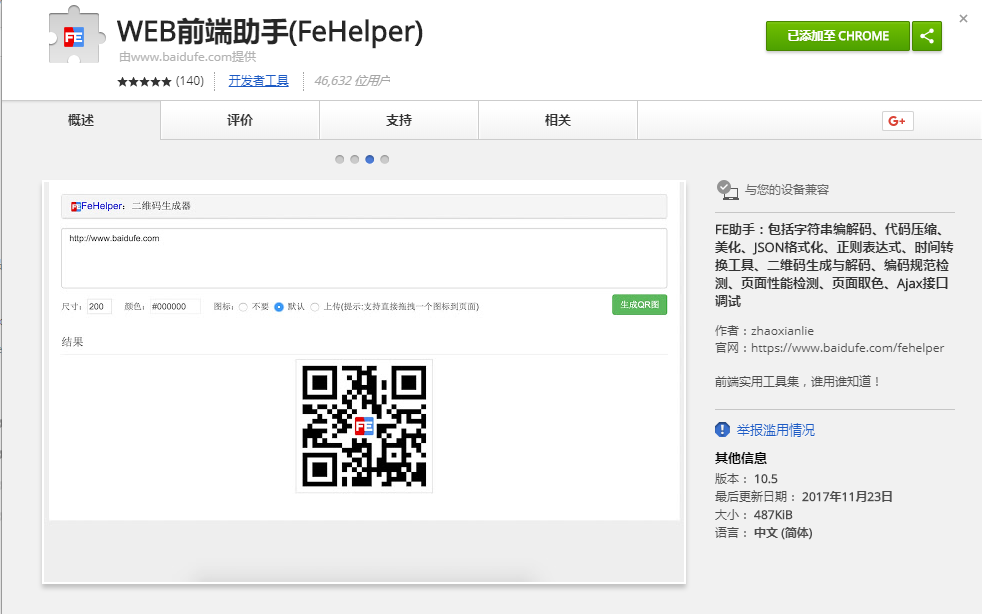 FE
WEB前端助手(FeHelper)
由www.baidufe.com提供
★★★★★ (140) 开发者工具 46,632 位用户
已添加至 CHROME
概述 评价 支持 相关 G+
FE FeHelper：二维码生成器
http://www.baidufe.com
尺寸：200 颜色：#000000 图标：不要 默认 上传(提示:支持直接拖拽一个图标到页面) 生成QR图
结果
FE
与您的设备兼容
FE助手：包括字符串编解码、代码压缩、
美化、JSON格式化、正则表达式、时间转
换工具、二维码生成与解码、编码规范检
测、页面性能检测、页面取色、Ajax接口
调试
作者：zhaoxianlie
官网：https://www.baidufe.com/fehelper
前端实用工具集，谁用谁知道！
举报滥用情况
其他信息
版本： 10.5
最后更新日期： 2017年11月23日
大小： 487KiB
语言： 中文 (简体)